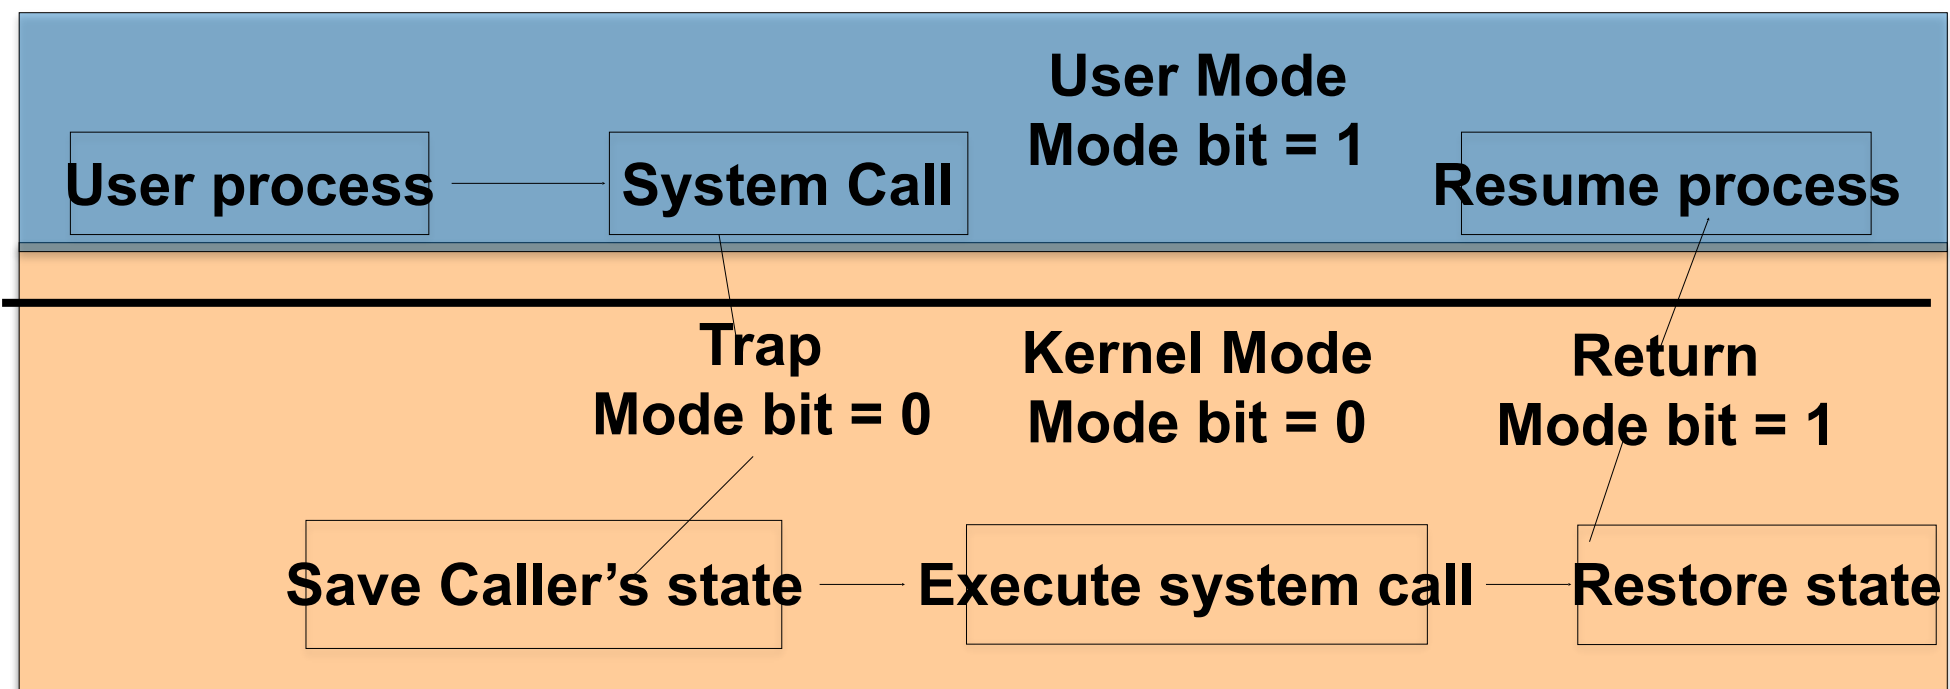 User Mode
Mode bit = 1
User process
System Call
Resume process
Trap
Mode bit = 0
Kernel Mode
Mode bit = 0
Return
Mode bit = 1
Save Caller’s state
Execute system call
Restore state